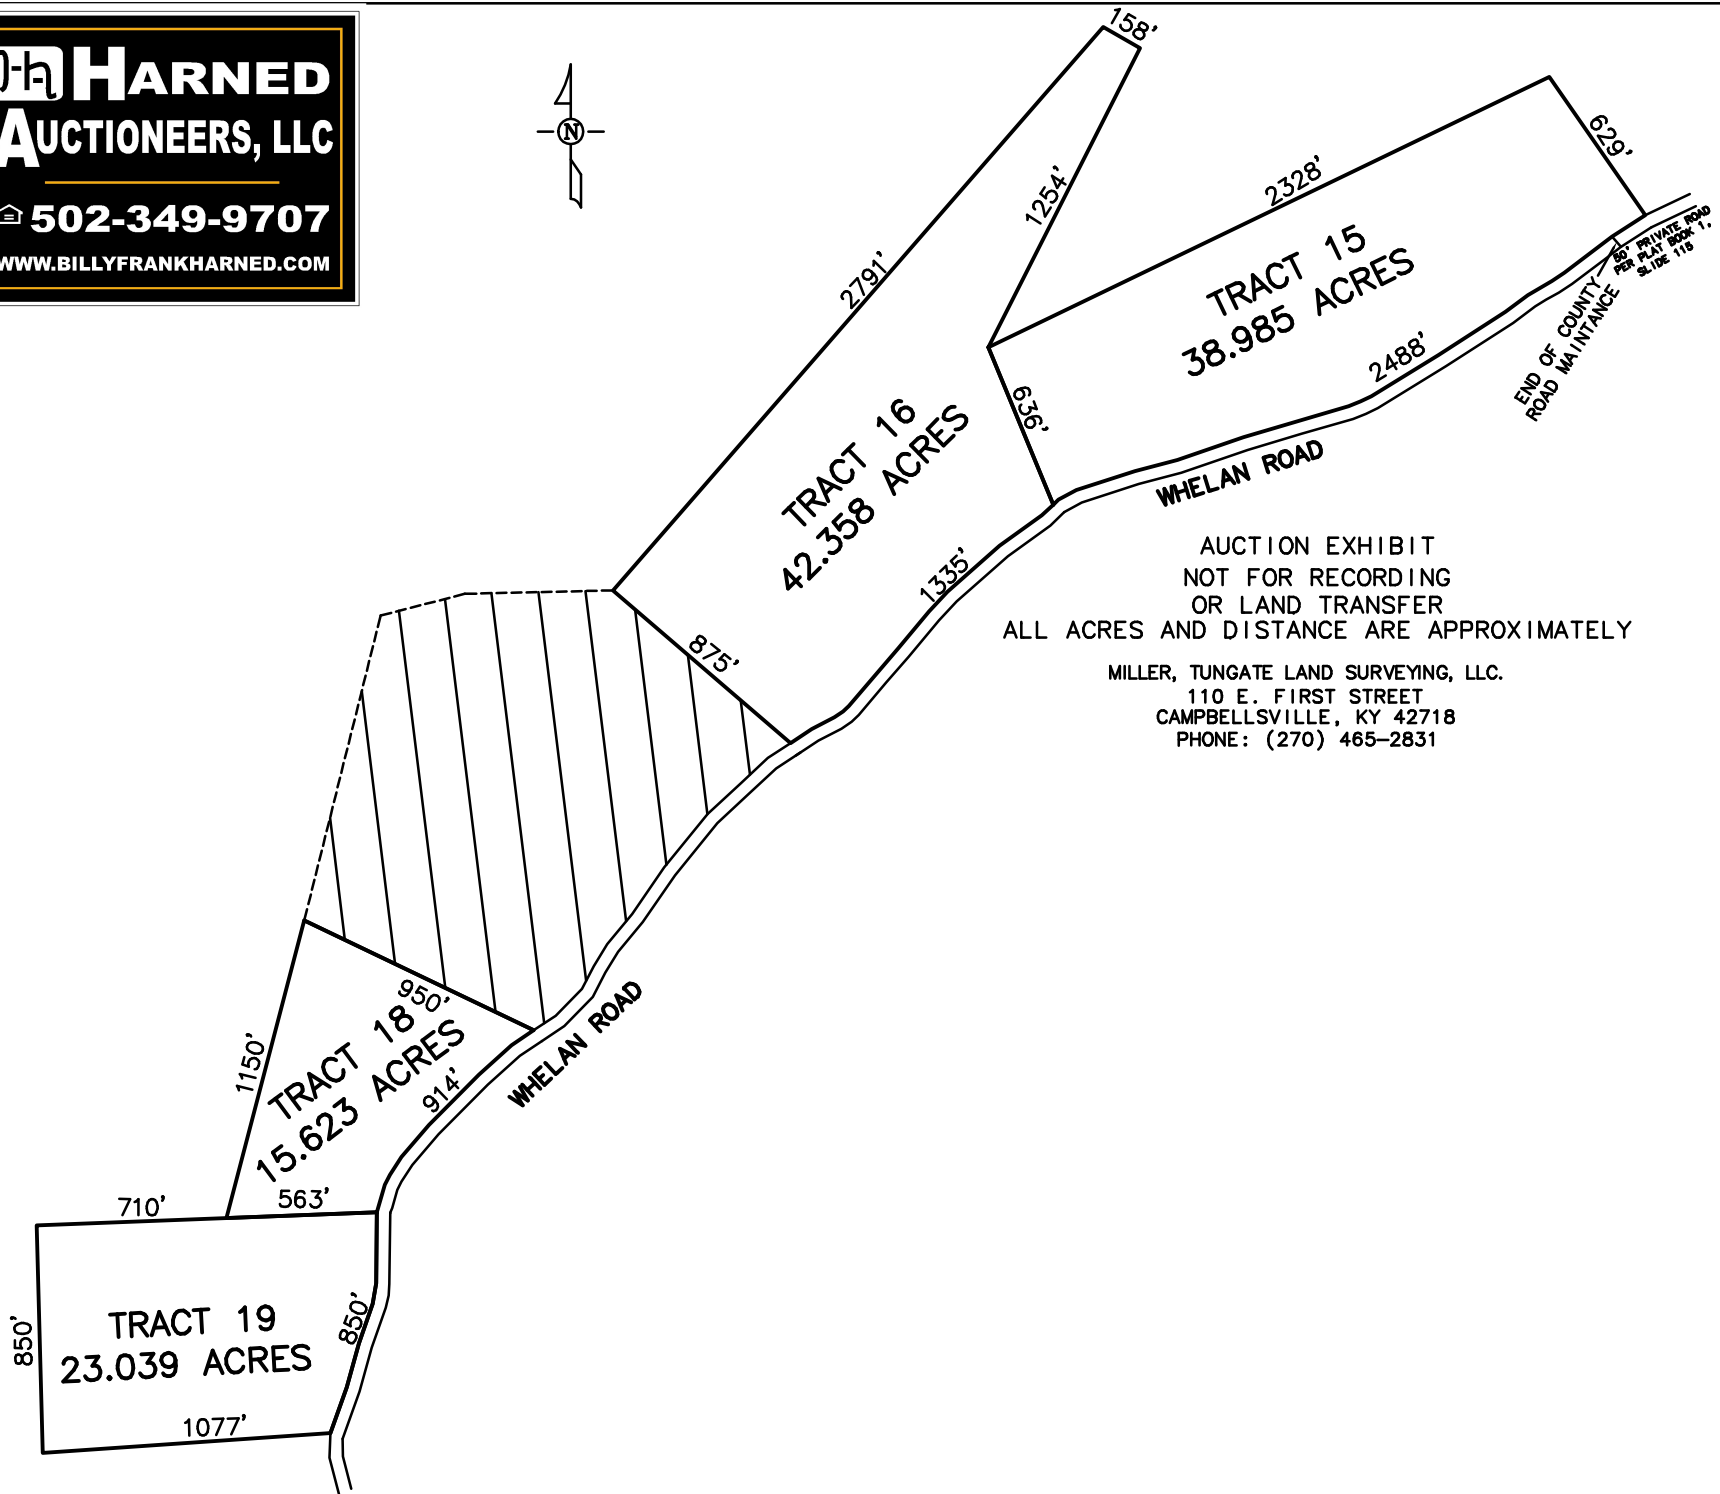 HARNED
AUCTIONEERS, LLC
502-349-9707
WWW.BILLYFRANKHARNED.COM
N
158'
1254'
2791'
2328'
629'
TRACT 15
38.985 ACRES
2488'
50' PRIVATE ROAD
PER PLAT BOOK 1,
SLIDE 115
END OF COUNTY
ROAD MAINTANCE
636'
TRACT 16
42.358 ACRES
WHELAN ROAD
1335'
875'
AUCTION EXHIBIT
NOT FOR RECORDING
OR LAND TRANSFER
ALL ACRES AND DISTANCE ARE APPROXIMATELY
MILLER, TUNGATE LAND SURVEYING, LLC.
110 E. FIRST STREET
CAMPBELLSVILLE, KY 42718
PHONE: (270) 465-2831
950'
TRACT 18
15.623 ACRES
1150'
914'
WHELAN ROAD
563'
710'
850'
TRACT 19
23.039 ACRES
850'
1077'